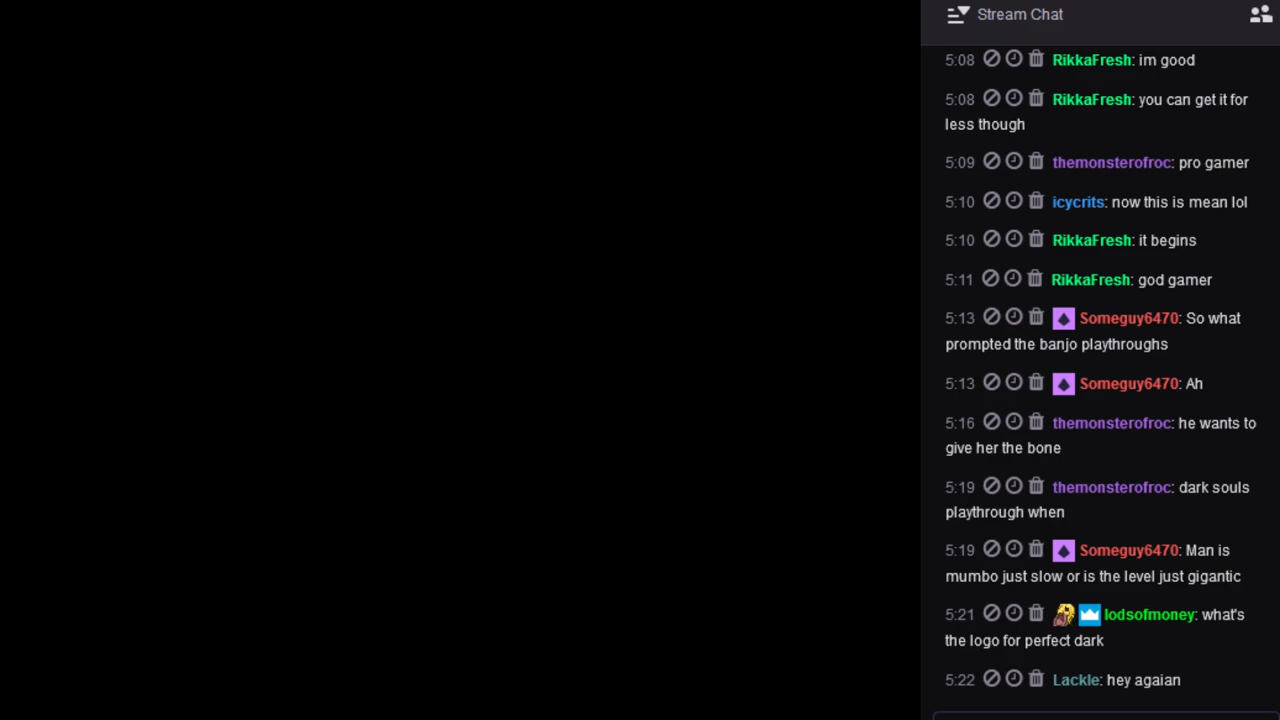 Stream Chat
5:08 RikkaFresh: im good
5:08 RikkaFresh: you can get it for
less though
5:09 themonsterofroc: pro gamer
5:10 icycrits: now this is mean lol
5:10 RikkaFresh: it begins
5:11 RikkaFresh: god gamer
5:13 Someguy6470: So what
prompted the banjo playthroughs
5:13 Someguy6470: Ah
5:16 themonsterofroc: he wants to
give her the bone
5:19 themonsterofroc: dark souls
playthrough when
5:19 Someguy6470: Man is
mumbo just slow or is the level just gigantic
5:21 lodsofmoney: what's
the logo for perfect dark
5:22 Lackle: hey agaian